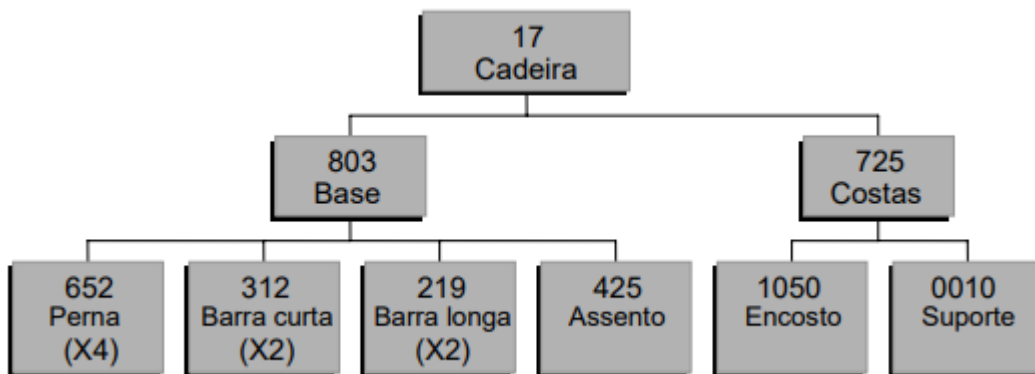 17
Cadeira
803
Base
725
Costas
652
Perna
(X4)
312
Barra curta
(X2)
219
Barra longa
(X2)
425
Assento
1050
Encosto
0010
Suporte